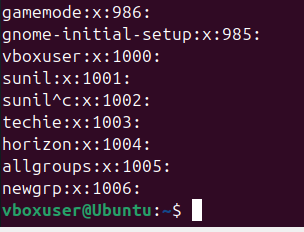 gamemode:x:986:
gnome-initial-setup:x:985:
vboxuser:x:1000:
sunil:x:1001:
sunil^c:x:1002:
techie:x:1003:
horizon:x:1004:
allgroups:x:1005:
newgrp:x:1006:
vboxuser@Ubuntu:~$